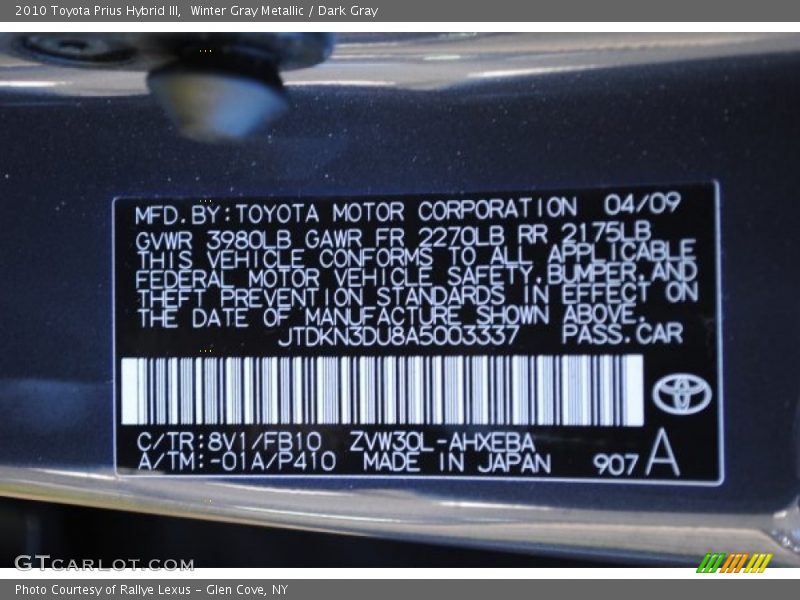 2010 Toyota Prius Hybrid III, Winter Gray Metallic / Dark Gray
MFD.BY:TOYOTA MOTOR CORPORATION 04/09
GVWR 3980LB GAWR FR 2270LB RR 2175LB
THIS VEHICLE CONFORMS TO ALL APPLICABLE
FEDERAL MOTOR VEHICLE SAFETY,BUMPER,AND
THEFT PREVENTION STANDARDS IN EFFECT ON
THE DATE OF MANUFACTURE SHOWN ABOVE.
JTDKN3DU8A5003337 PASS.CAR
C/TR:8V1/FB10 ZVW30L-AHXEBA
A/TM:-01A/P410 MADE IN JAPAN 907 A
GTCARLOT.COM
Photo Courtesy of Rallye Lexus - Glen Cove, NY